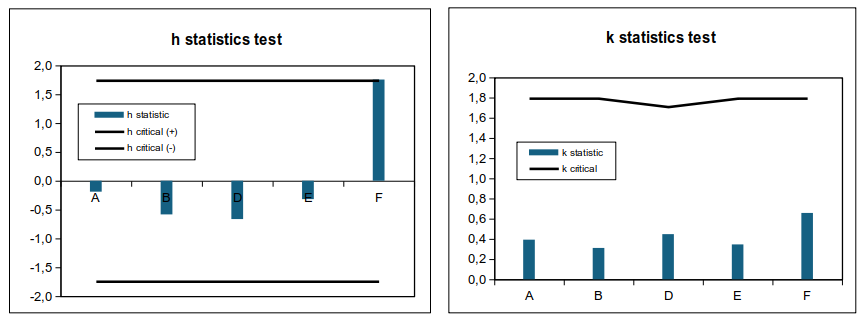 h statistics test
2,0
1,5
1,0
0,5
0,0
-0,5
-1,0
-1,5
-2,0
h statistic
h critical (+)
h critical (-)
A B D E F
k statistics test
2,0
1,8
1,6
1,4
1,2
1,0
0,8
0,6
0,4
0,2
0,0
k statistic
k critical
A B D E F